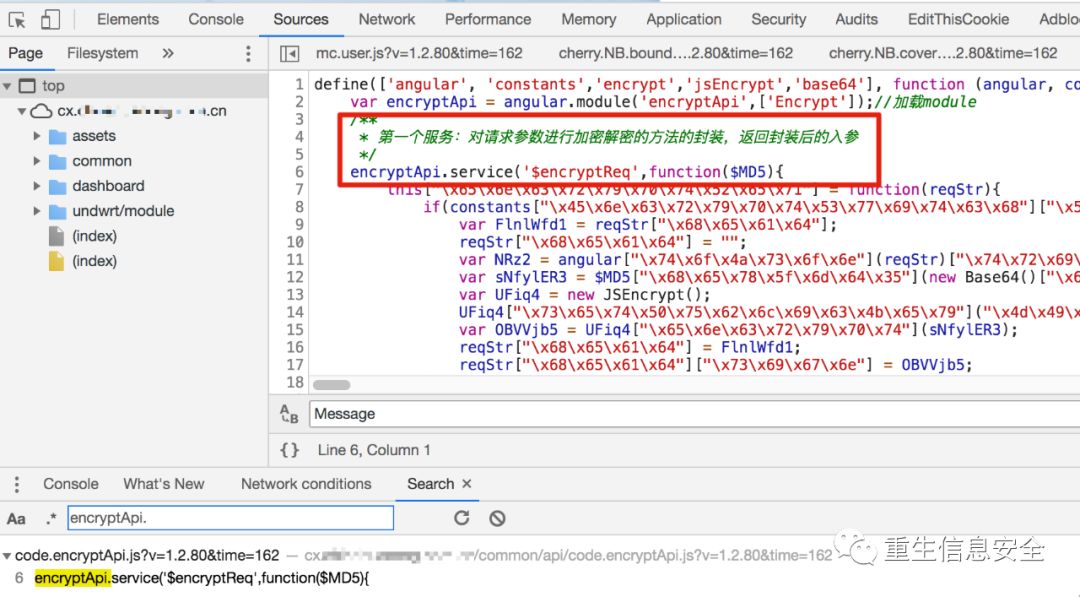 Elements Console Sources Network Performance Memory Application Security Audits EditThisCookie Adblo
Page Filesystem »
mc.user.js?v=1.2.80&time=162 cherry.NB.bound....2.80&time=162 cherry.NB.cover....2.80&time=162
top
cx. .cn
assets
common
dashboard
undwrt/module
(index)
(index)
1 define(['angular', 'constants','encrypt','jsEncrypt','base64'], function (angular, co
2 var encryptApi = angular.module('encryptApi',['Encrypt']);//加载module
3 /**
4 * 第一个服务：对请求参数进行加密解密的方法的封装，返回封装后的入参
5 */
6 encryptApi.service('$encryptReq',function($MD5){
7 this["\x65\x6e\x63\x72\x79\x70\x74\x52\x65\x71"] = function(reqStr){
8 if(constants["\x45\x6e\x63\x72\x79\x70\x74\x53\x77\x69\x74\x63\x68"]["\x5
9 var FlnlWfd1 = reqStr["\x68\x65\x61\x64"];
10 reqStr["\x68\x65\x61\x64"] = "";
11 var NRz2 = angular["\x74\x6f\x4a\x73\x6f\x6e"](reqStr)["\x74\x72\x69\
12 var sNfylER3 = $MD5["\x68\x65\x78\x5f\x6d\x64\x35"](new Base64()["\x6
13 var UFiq4 = new JSEncrypt();
14 UFiq4["\x73\x65\x74\x50\x75\x62\x6c\x69\x63\x4b\x65\x79"]("\x4d\x49\x
15 var OBVVjb5 = UFiq4["\x65\x6e\x63\x72\x79\x70\x74"](sNfylER3);
16 reqStr["\x68\x65\x61\x64"] = FlnlWfd1;
17 reqStr["\x68\x65\x61\x64"]["\x73\x69\x67\x6e"] = OBVVjb5;
18
Message
{} Line 6, Column 1
Console What's New Network conditions Search ×
Aa .* encryptApi.
code.encryptApi.js?v=1.2.80&time=162 — cx. /common/api/code.encryptApi.js?v=1.2.80&time=162
6 encryptApi.service('$encryptReq',function($MD5){
重生信息安全